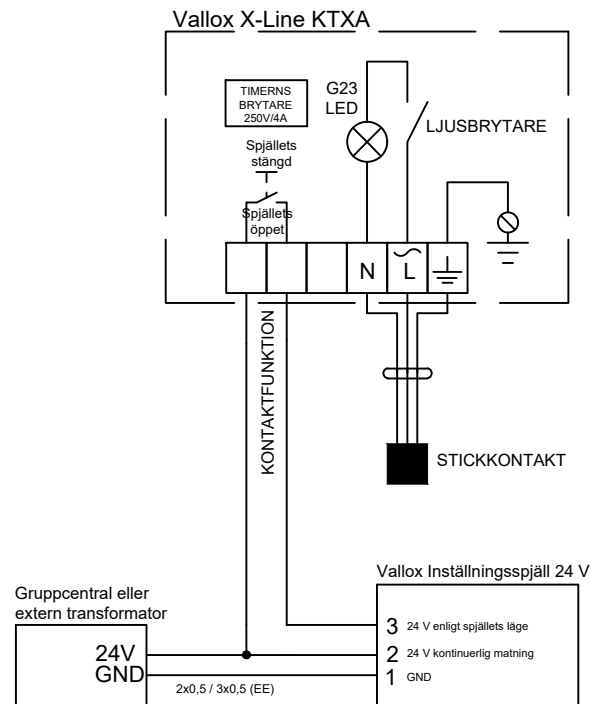 Vallox X-Line KTXA
TIMERNS
BRYTARE
250V/4A
G23
LED
LJUSBRYTARE
Spjällets
stängd
Spjällets
öppet
N
L
KONTAKTFUNKTION
STICKKONTAKT
Vallox Inställningsspjäll 24 V
Gruppcentral eller
extern transformator
3 24 V enligt spjällets läge
24V
2 24 V kontinuerlig matning
GND
1 GND
2x0,5 / 3x0,5 (EE)